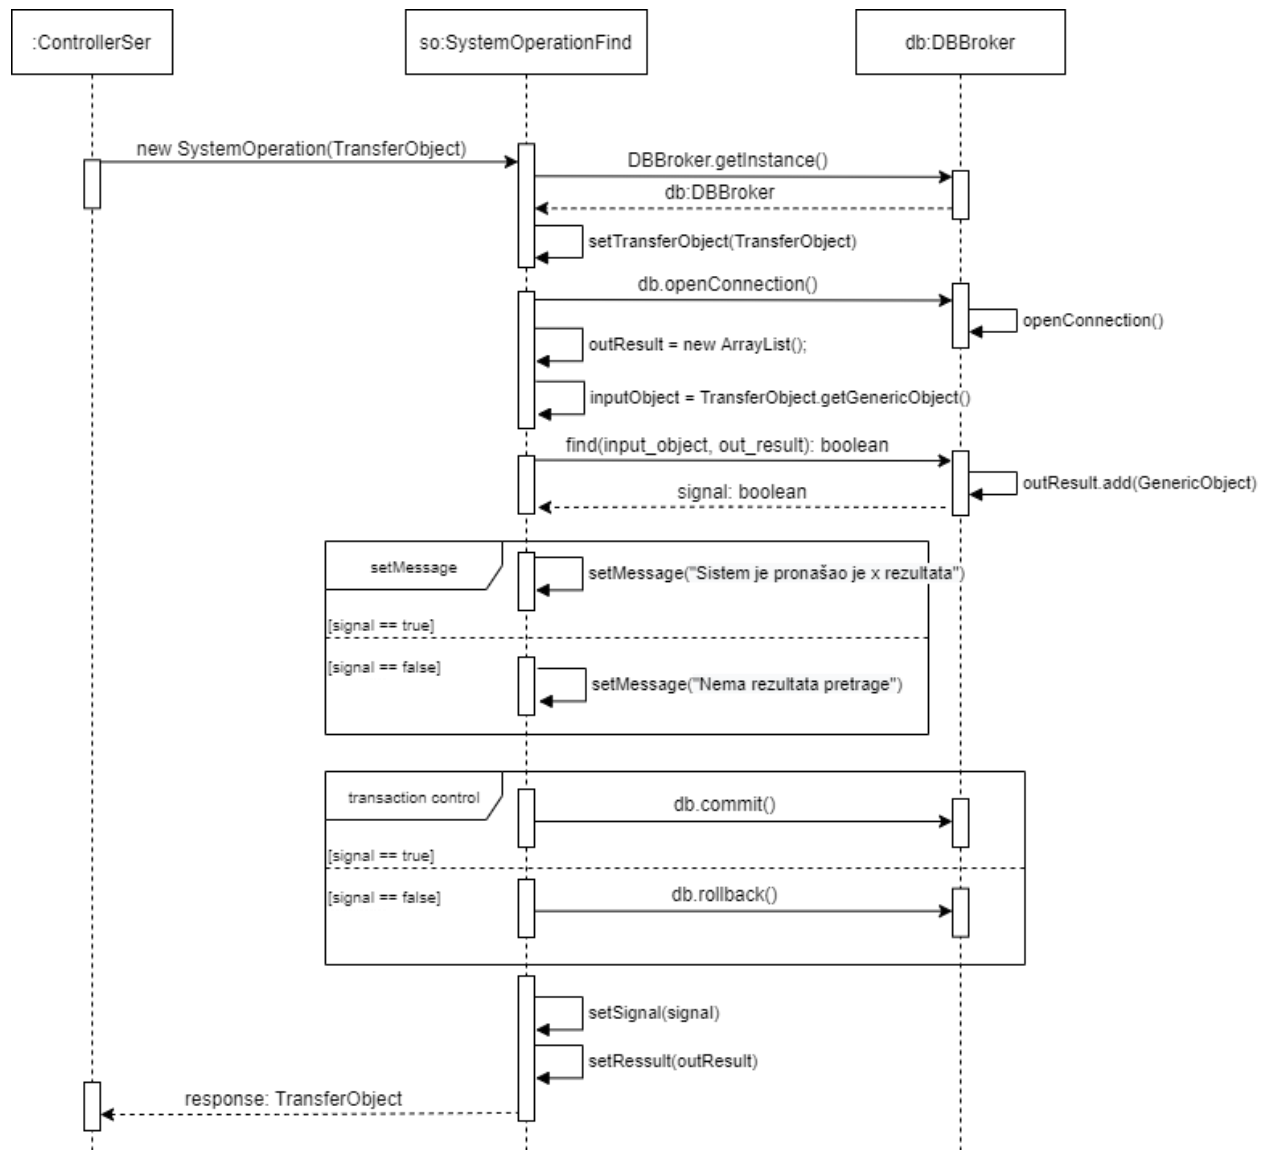 :ControllerSer
so:SystemOperationFind
db:DBBroker
new SystemOperation(TransferObject)
DBBroker.getInstance()
db:DBBroker
setTransferObject(TransferObject)
db.openConnection()
openConnection()
outResult = new ArrayList();
inputObject = TransferObject.getGenericObject()
find(input_object, out_result): boolean
outResult.add(GenericObject)
signal: boolean
setMessage
setMessage("Sistem je pronašao je x rezultata")
[signal == true]
[signal == false]
setMessage("Nema rezultata pretrage")
transaction control
db.commit()
[signal == true]
[signal == false]
db.rollback()
setSignal(signal)
setRessult(outResult)
response: TransferObject